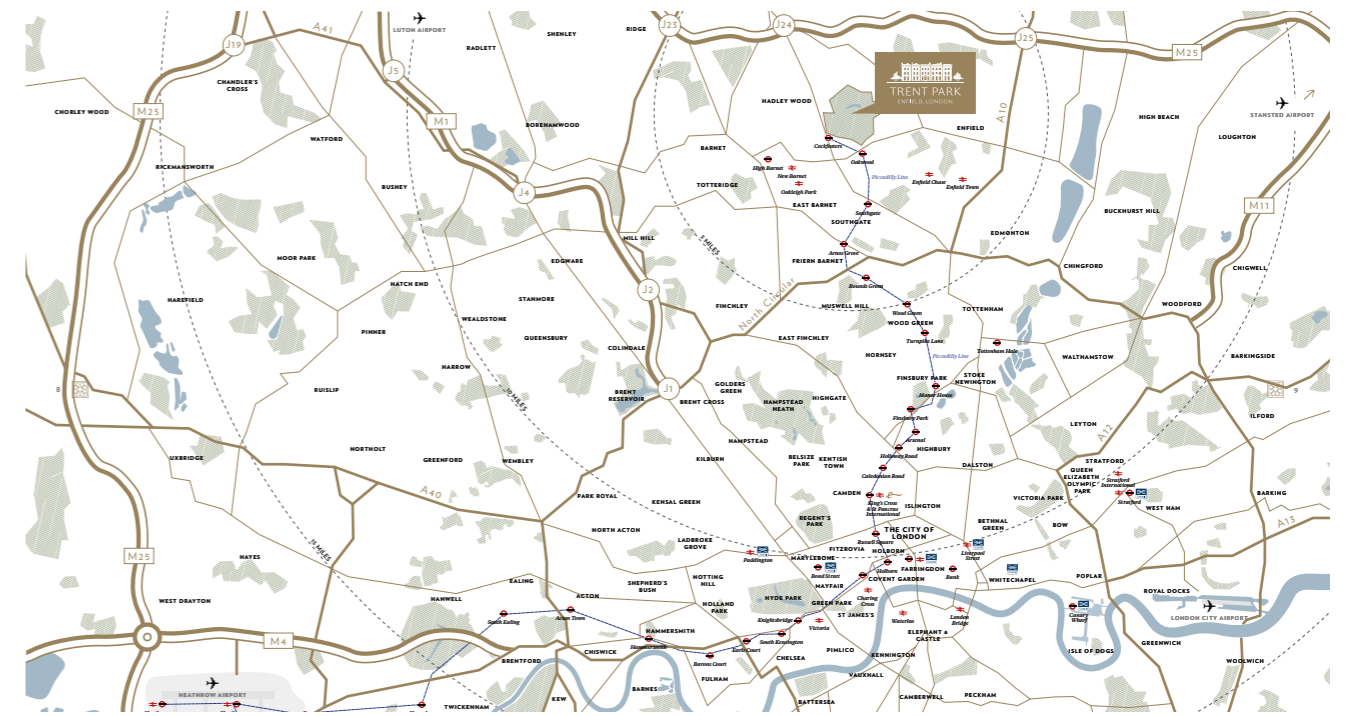 J19
A41
LUTON AIRPORT
RADLETT
SHENLEY
RIDGE
J23
J24
J25
M25
CHANDLER'S
CROSS
J5
TRENT PARK
ENFIELD, LONDON
CHORLEY WOOD
M25
M1
BOREHAMWOOD
HADLEY WOOD
A10
ENFIELD
HIGH BEACH
STANSTED AIRPORT
LOUGHTON
WATFORD
RICKMANSWORTH
BARNET
Cockfosters
Oakwood
High Barnet
New Barnet
Oakleigh Park
Piccadilly Line
Enfield Chase
Enfield Town
BUSHEY
J4
TOTTERIDGE
EAST BARNET
Southgate
SOUTHGATE
BUCKHURST HILL
M11
MILL HILL
5 MILES
Arnos Grove
FRIERN BARNET
EDMONTON
MOOR PARK
EDGWARE
CHINGFORD
CHIGWELL
HATCH END
J2
Bounds Green
HAREFIELD
STANMORE
FINCHLEY
North Circular
MUSWELL HILL
Wood Green
TOTTENHAM
WOODFORD
WEALDSTONE
WOOD GREEN
PINNER
QUEENSBURY
EAST FINCHLEY
Turnpike Lane
Tottenham Hale
COLINDALE
HORNSEY
Piccadilly Line
WALTHAMSTOW
BARKINGSIDE
HARROW
FINSBURY PARK
STOKE
NEWINGTON
8
RUISLIP
10 MILES
BRENT
RESERVOIR
J1
GOLDERS
GREEN
BRENT CROSS
Manor House
9
HAMPSTEAD
HEATH
HIGHGATE
Finsbury Park
ILFORD
LEYTON
A12
Arsenal
HAMPSTEAD
Holloway Road
HIGHBURY
NORTHOLT
UXBRIDGE
GREENFORD
WEMBLEY
KILBURN
BELSIZE
PARK
KENTISH
TOWN
DALSTON
STRATFORD
QUEEN
ELIZABETH
OLYMPIC
PARK
Stratford
International
Caledonian Road
A40
PARK ROYAL
KENSAL GREEN
CAMDEN
King's Cross
& St Pancras
International
ISLINGTON
VICTORIA PARK
Stratford
WEST HAM
BARKING
REGENT'S
PARK
BETHNAL
GREEN
BOW
A13
NORTH ACTON
THE CITY OF
LONDON
Russell Square
LADBROKE
GROVE
15 MILES
M25
HAYES
Paddington
MARYLEBONE
FITZROVIA
HOLBORN
Liverpool
Street
Bond Street
Holborn
FARRINGDON
Bank
WHITECHAPEL
POPLAR
EALING
SHEPHERD'S
BUSH
NOTTING
HILL
MAYFAIR
COVENT GARDEN
ROYAL DOCKS
WEST DRAYTON
HANWELL
ACTON
HOLLAND
PARK
HYDE PARK
GREEN PARK
Charing
Cross
Canary
Wharf
LONDON CITY AIRPORT
South Ealing
Acton Town
Knightsbridge
Victoria
ST JAMES'S
Waterloo
London
Bridge
M4
HAMMERSMITH
Hammersmith
Earls Court
South Kensington
ELEPHANT &
CASTLE
GREENWICH
BRENTFORD
CHISWICK
Barons Court
CHELSEA
PIMLICO
KENNINGTON
ISLE OF DOGS
WOOLWICH
FULHAM
VAUXHALL
HEATHROW AIRPORT
KEW
BARNES
CAMBERWELL
PECKHAM
TWICKENHAM
BATTERSEA